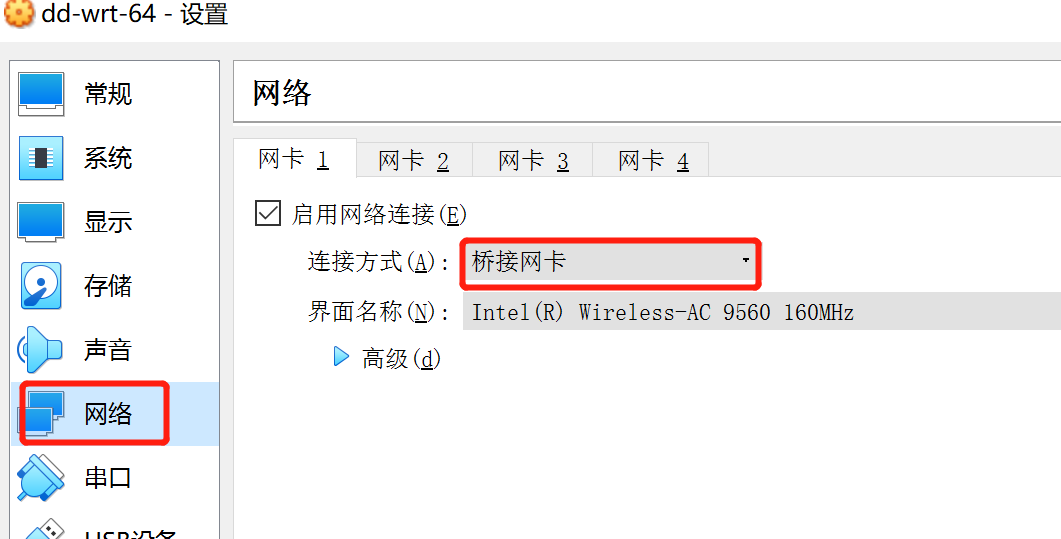 dd-wrt-64 - 设置
常规
系统
显示
存储
声音
网络
串口
USB设备
网络
网卡 1 网卡 2 网卡 3 网卡 4
启用网络连接(E)
连接方式(A): 桥接网卡
界面名称(N): Intel(R) Wireless-AC 9560 160MHz
高级(d)